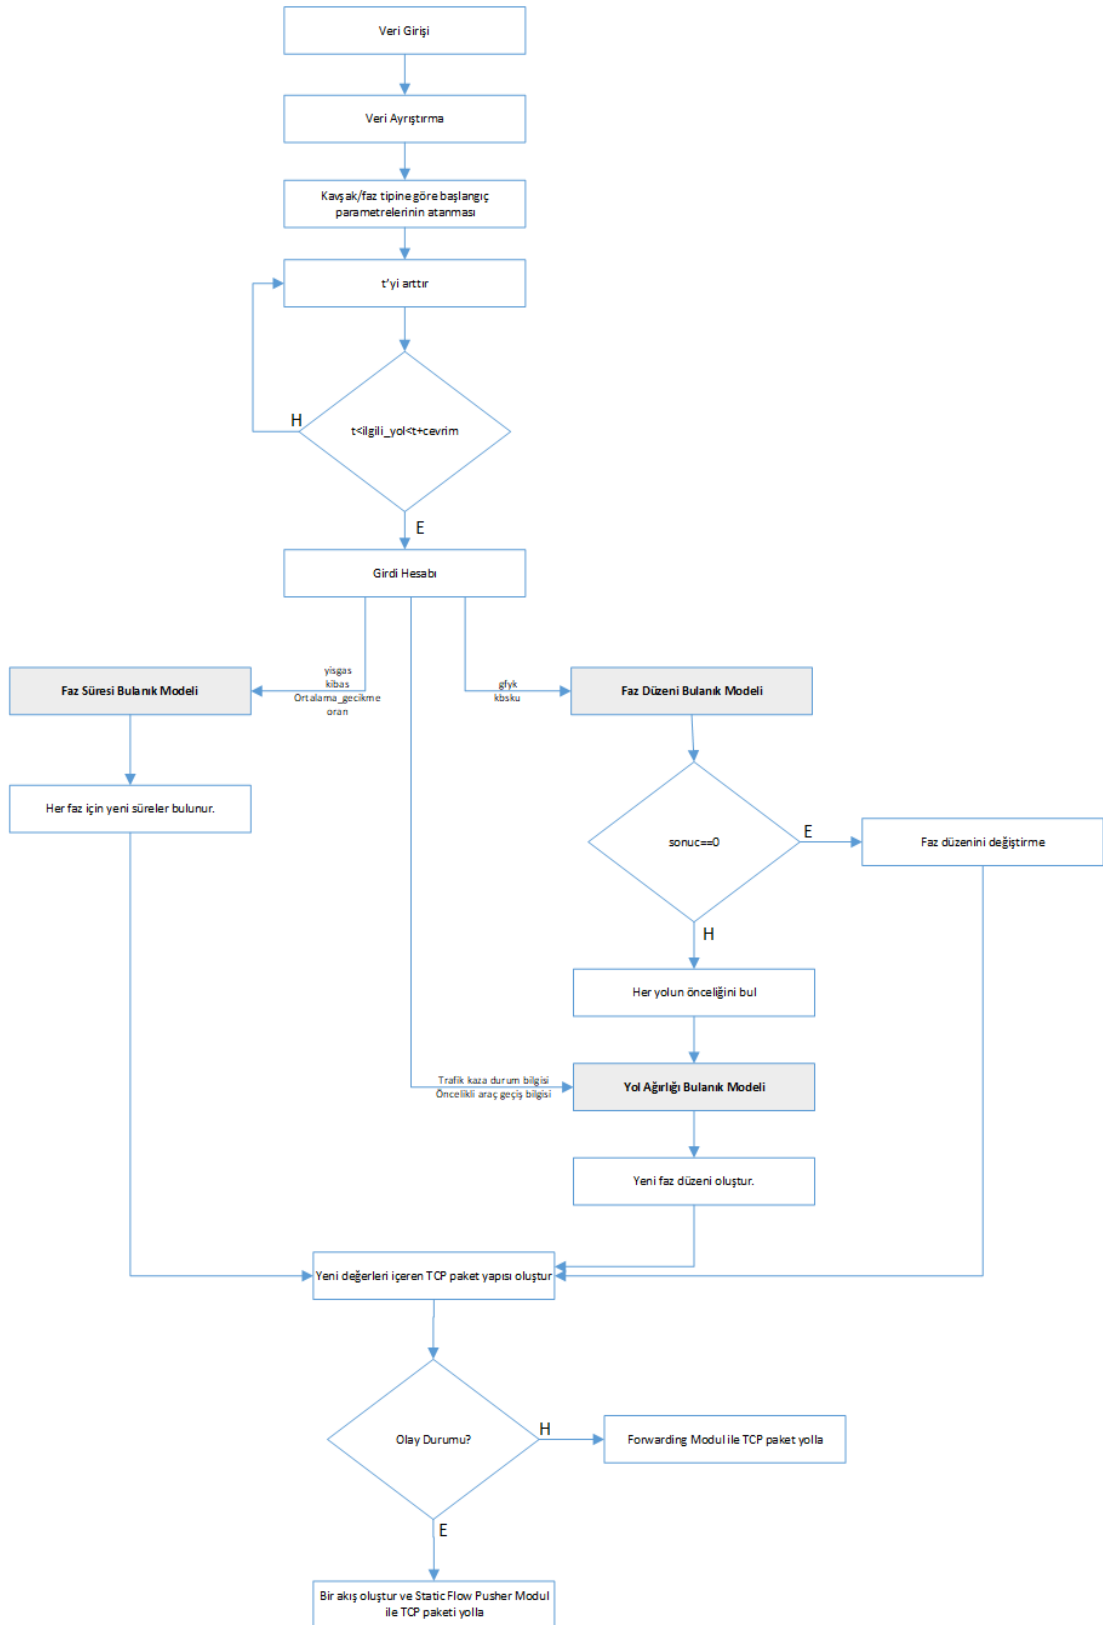 Veri Girişi
Veri Ayrıştırma
Kavşak/faz tipine göre başlangıç
parametrelerinin atanması
t'yi arttır
H
t<ilgili_yol<t+cevrim
E
Girdi Hesabı
yisgas
kibas
Ortalama_gecikme
oran
gfyk
kbsku
Faz Süresi Bulanık Modeli
Faz Düzeni Bulanık Modeli
Her faz için yeni süreler bulunur.
sonuc==0
E
Faz düzenini değiştirme
H
Her yolun önceliğini bul
Trafik kaza durum bilgisi
Öncelikli araç geçiş bilgisi
Yol Ağırlığı Bulanık Modeli
Yeni faz düzeni oluştur.
Yeni değerleri içeren TCP paket yapısı oluştur
Olay Durumu?
H
Forwarding Modul ile TCP paket yolla
E
Bir akış oluştur ve Static Flow Pusher Modul
ile TCP paketi yolla